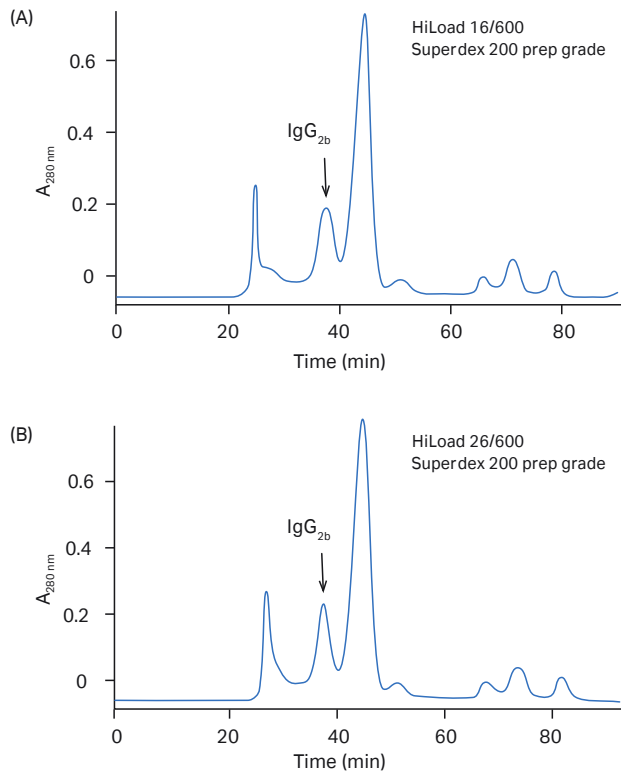 (A)
HiLoad 16/600
Superdex 200 prep grade
0.6
IgG2b
0.4
A280 nm
0.2
0
0 20 40 60 80
Time (min)
(B)
HiLoad 26/600
Superdex 200 prep grade
0.6
IgG2b
0.4
A280 nm
0.2
0
0 20 40 60 80
Time (min)